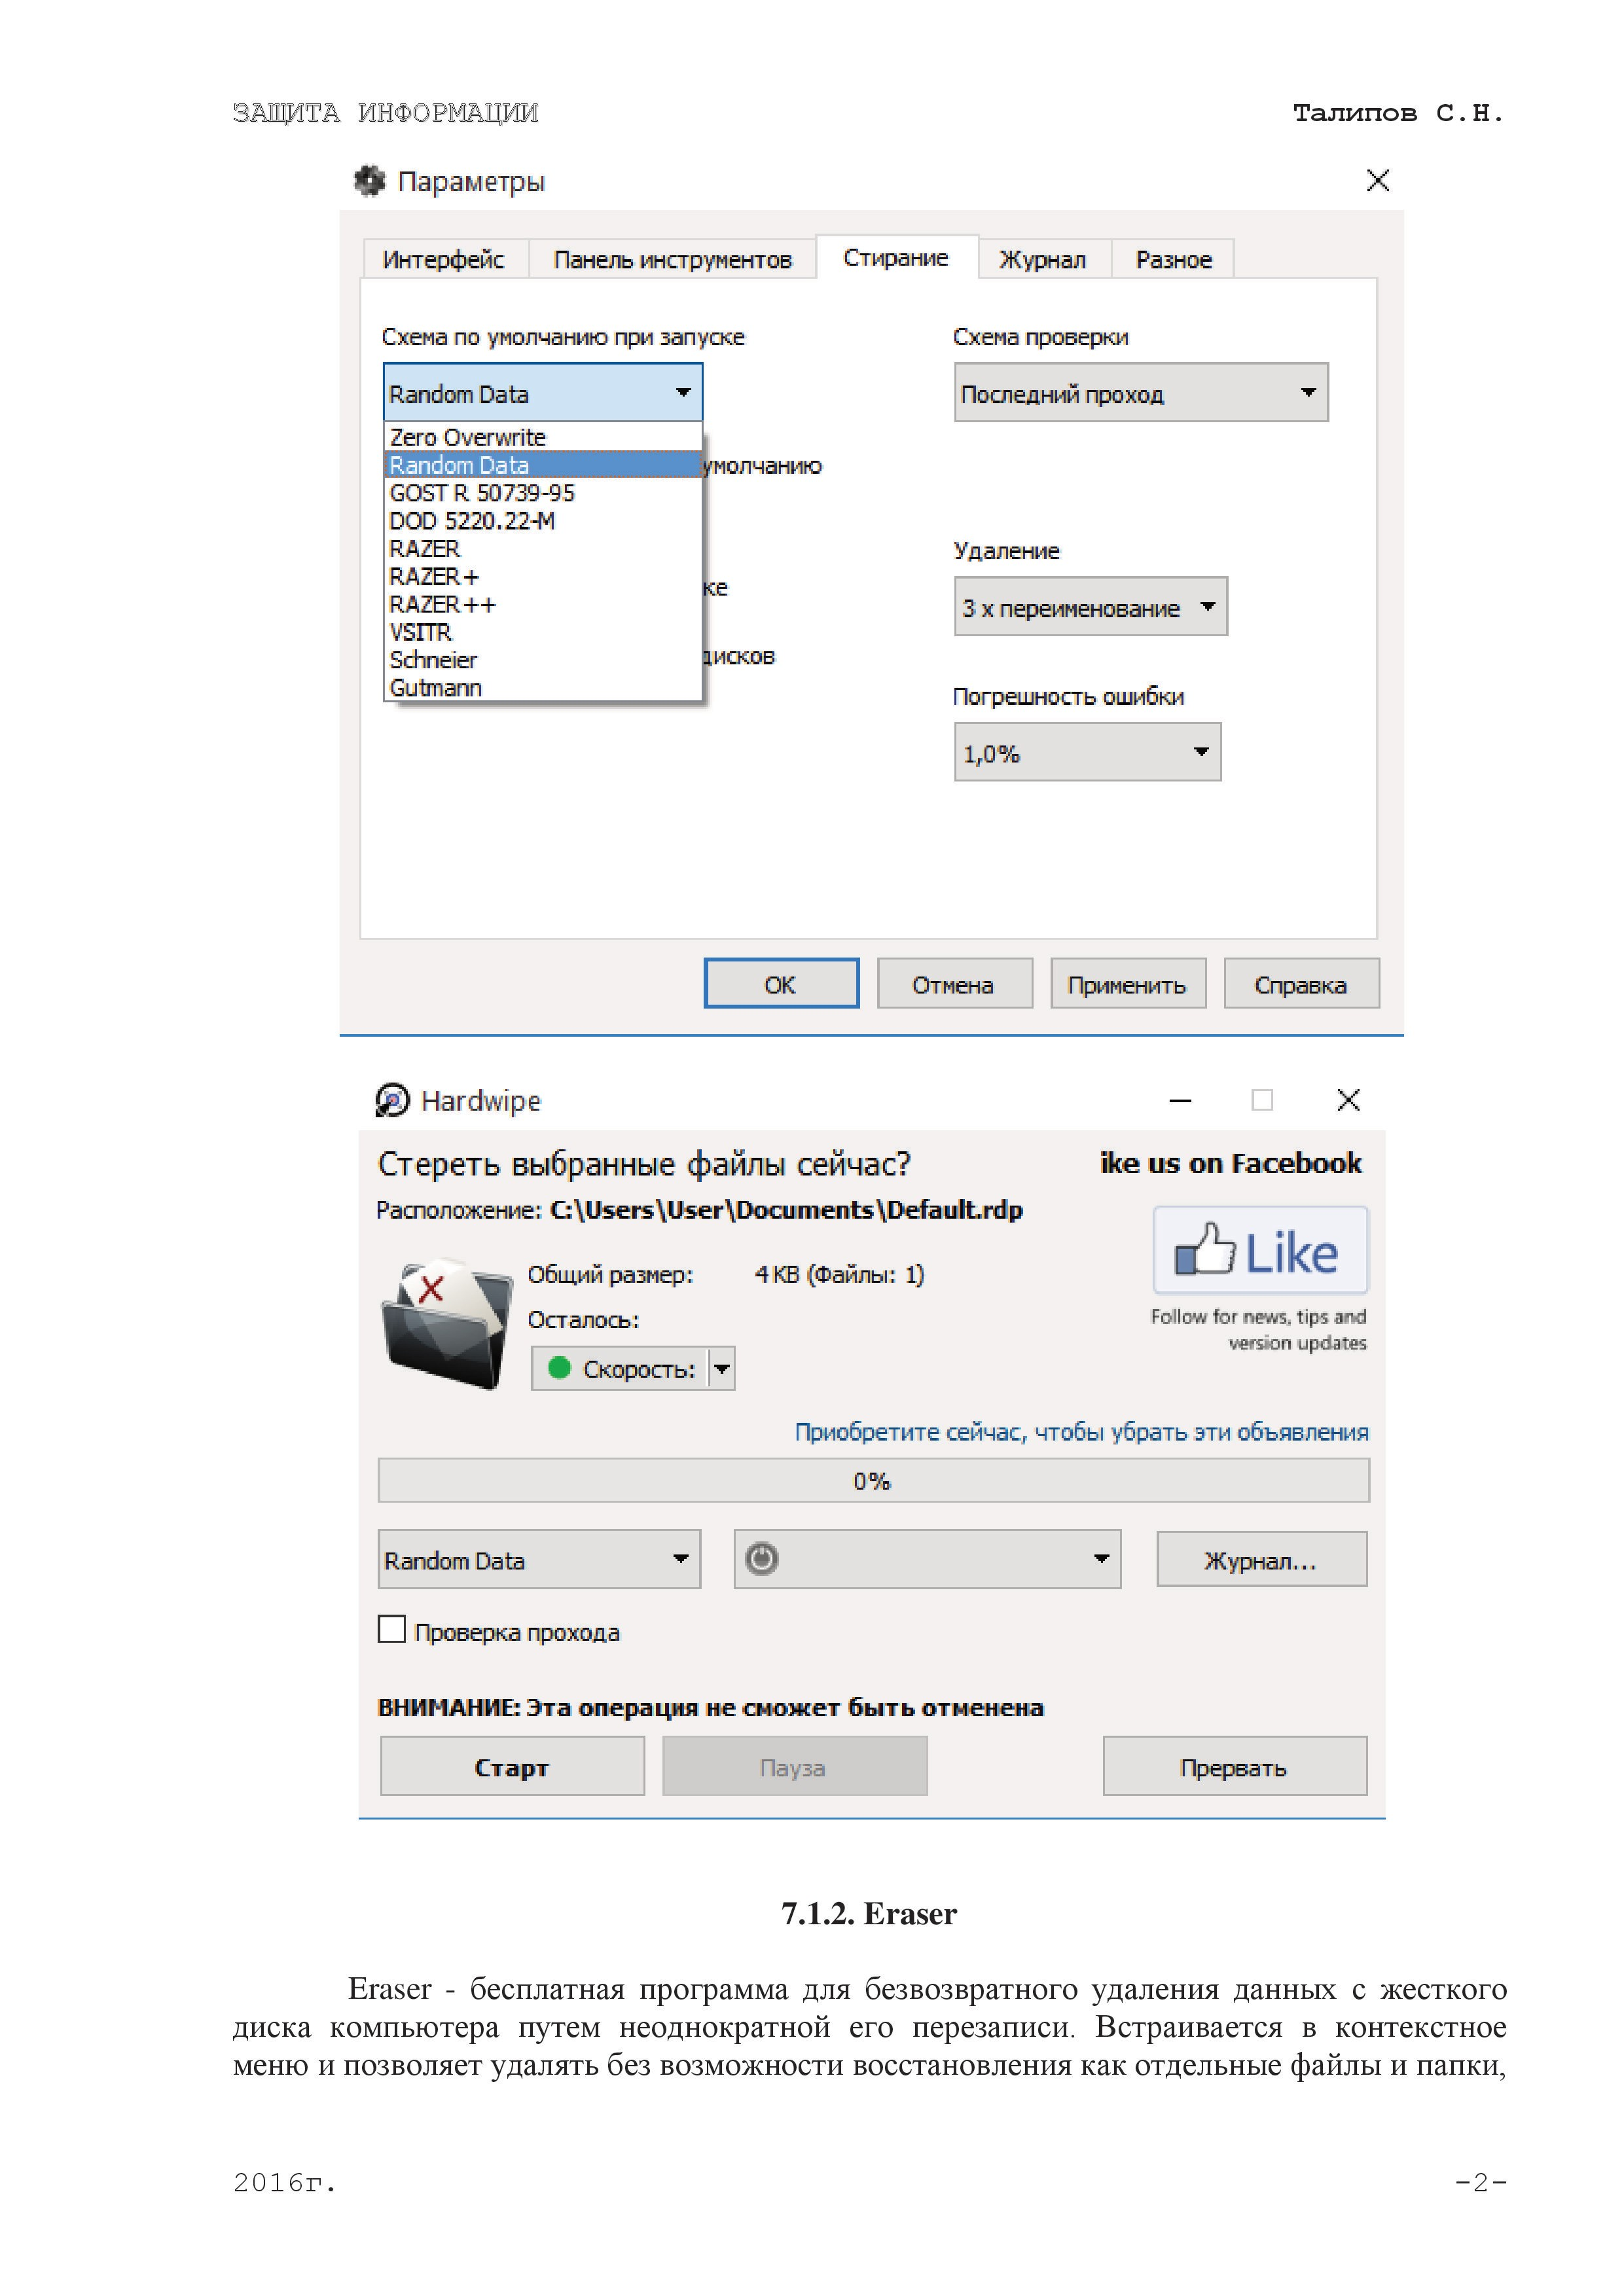 ЗАЩИТА ИНФОРМАЦИИ Талипов С.Н.
Параметры
Интерфейс Панель инструментов Стирание Журнал Разное
Схема по умолчанию при запуске Схема проверки
Random Data Последний проход
Zero Overwrite
Random Data умолчанию
GOST R 50739-95
DOD 5220.22-M
RAZER Удаление
RAZER+ ке
RAZER++ 3 х переименование
VSITR
Schneier дисков
Gutmann Погрешность ошибки
1,0%
ОК Отмена Применить Справка
Hardwipe
Стереть выбранные файлы сейчас? ike us on Facebook
Расположение: C:\Users\User\Documents\Default.rdp
Like
Общий размер: 4 KB (Файлы: 1)
Осталось: Follow for news, tips and
version updates
Скорость:
Приобретите сейчас, чтобы убрать эти объявления
0%
Random Data Журнал...
Проверка прохода
ВНИМАНИЕ: Эта операция не сможет быть отменена
Старт Пауза Прервать
7.1.2. Eraser
Eraser - бесплатная программа для безвозвратного удаления данных с жесткого
диска компьютера путем неоднократной его перезаписи. Встраивается в контекстное
меню и позволяет удалять без возможности восстановления как отдельные файлы и папки,
2016г. -2-